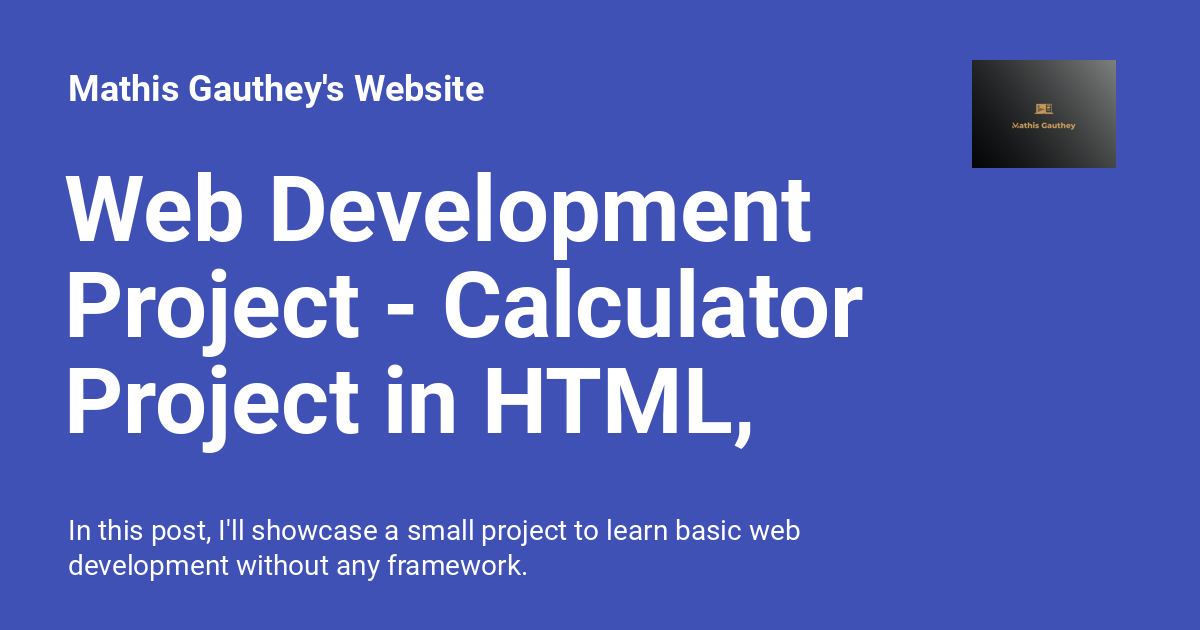 Mathis Gauthey's Website
Mathis Gauthey
Web Development
Project - Calculator
Project in HTML,
In this post, I'll showcase a small project to learn basic web
development without any framework.